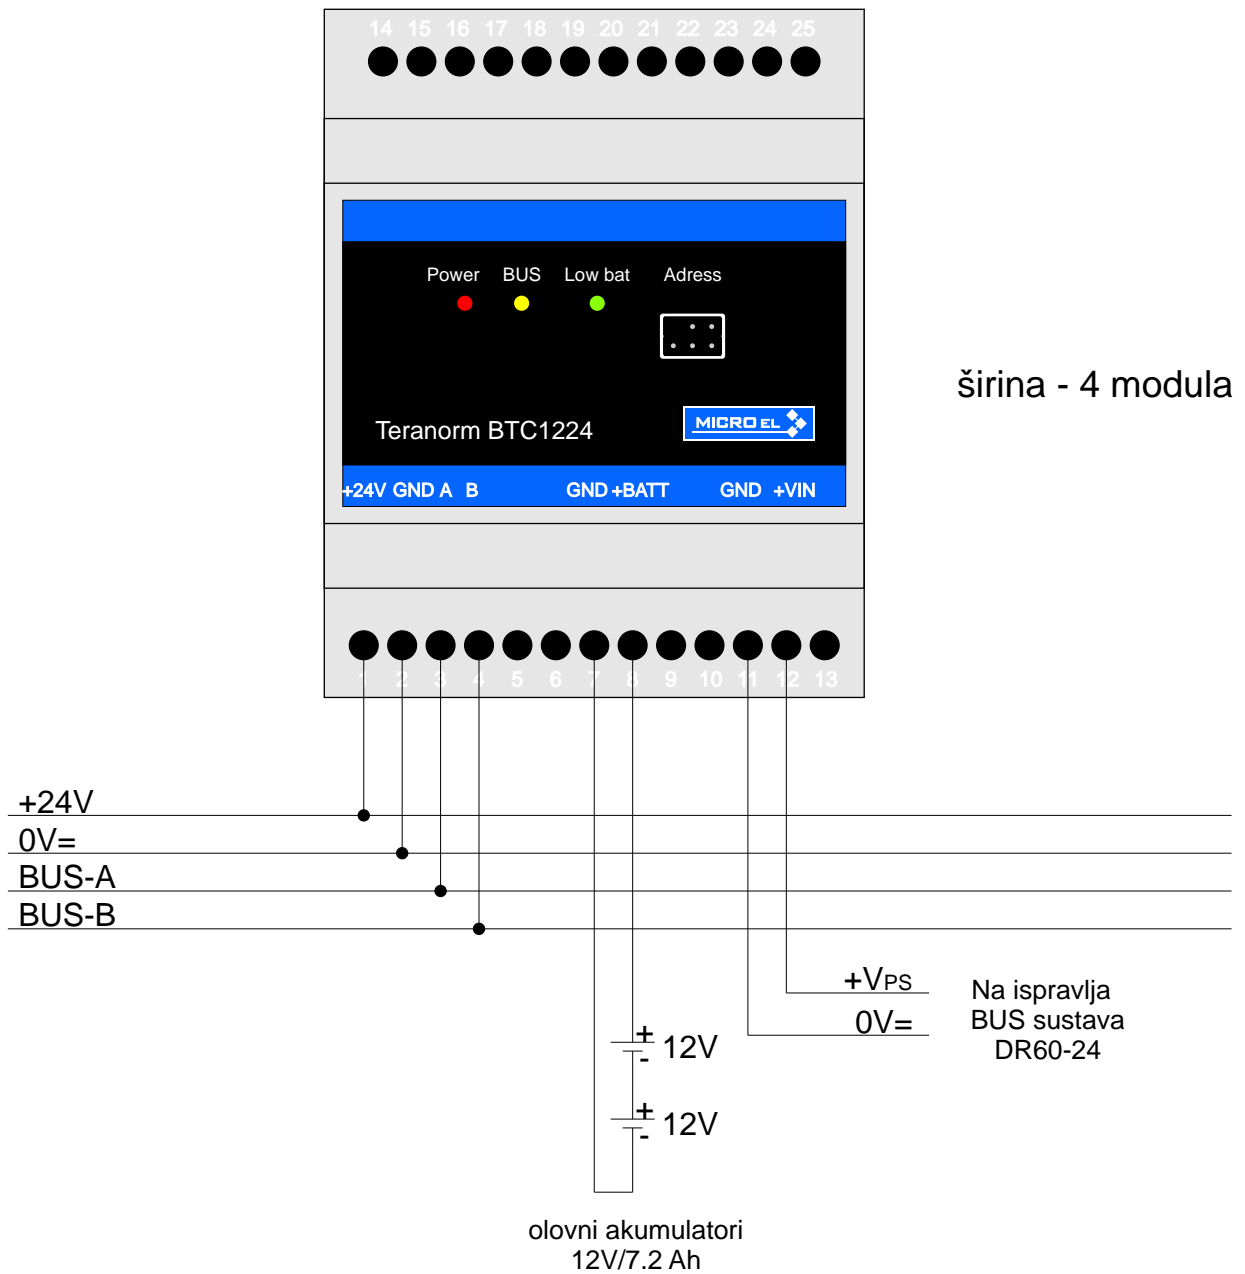 14 15 16 17 18 19 20 21 22 23 24 25
Power BUS Low bat Adress
širina - 4 modula
Teranorm BTC1224
MICRO EL
+24V GND A B GND +BATT GND +VIN
1 2 3 4 5 6 7 8 9 10 11 12 13
+24V
0V=
BUS-A
BUS-B
+VPS
0V=
Na ispravlja
BUS sustava
DR60-24
+
-
12V
+
-
12V
olovni akumulatori
12V/7.2 Ah